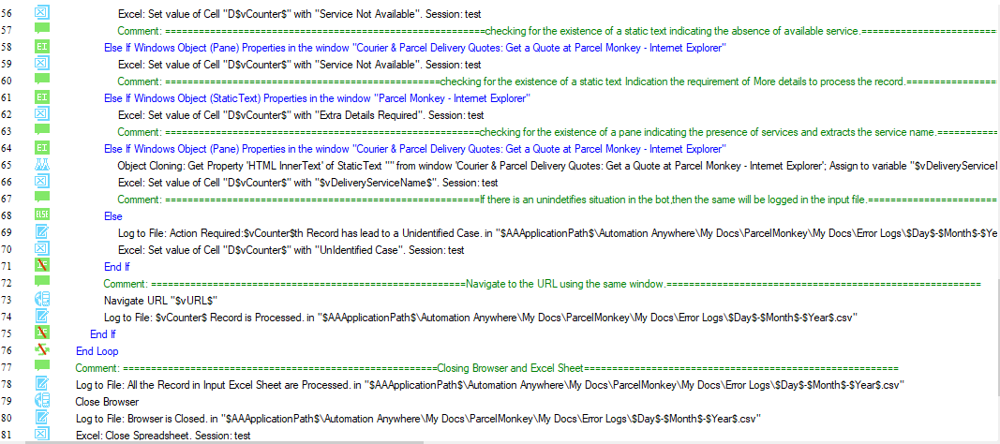 56 Excel: Set value of Cell "D$vCounter$" with "Service Not Available". Session: test
57 Comment: =========================================================checking for the existence of a static text indicating the absence of available service.========================
58 EI Else If Windows Object (Pane) Properties in the window "Courier & Parcel Delivery Quotes: Get a Quote at Parcel Monkey - Internet Explorer"
59 Excel: Set value of Cell "D$vCounter$" with "Service Not Available". Session: test
60 Comment: =================================================checking for the existence of a static text Indication the requirement of More details to process the record.================
61 EI Else If Windows Object (StaticText) Properties in the window "Parcel Monkey - Internet Explorer"
62 Excel: Set value of Cell "D$vCounter$" with "Extra Details Required". Session: test
63 Comment: ========================================================checking for the existence of a pane indicating the presence of services and extracts the service name.===========
64 EI Else If Windows Object (Pane) Properties in the window "Courier & Parcel Delivery Quotes: Get a Quote at Parcel Monkey - Internet Explorer"
65 Object Cloning: Get Property 'HTML InnerText' of StaticText "" from window 'Courier & Parcel Delivery Quotes: Get a Quote at Parcel Monkey - Internet Explorer'; Assign to variable "$vDeliveryServiceI
66 Excel: Set value of Cell "D$vCounter$" with "$vDeliveryServiceName$". Session: test
67 Comment: ========================================================If there is an unindetifies situation in the bot,then the same will be logged in the input file.=======================
68 ELSE Else
69 Log to File: Action Required:$vCounter$th Record has lead to a Unidentified Case. in "$AAApplicationPath$\Automation Anywhere\My Docs\ParcelMonkey\My Docs\Error Logs\$Day$-$Month$-$Ye
70 Excel: Set value of Cell "D$vCounter$" with "UnIdentified Case". Session: test
71 End If
72 Comment: ========================================================Navigate to the URL using the same window.========================================================
73 Navigate URL "$vURL$"
74 Log to File: $vCounter$ Record is Processed. in "$AAApplicationPath$\Automation Anywhere\My Docs\ParcelMonkey\My Docs\Error Logs\$Day$-$Month$-$Year$.csv"
75 End If
76 End Loop
77 Comment: ========================================================Closing Browser and Excel Sheet========================================================
78 Log to File: All the Record in Input Excel Sheet are Processed. in "$AAApplicationPath$\Automation Anywhere\My Docs\ParcelMonkey\My Docs\Error Logs\$Day$-$Month$-$Year$.csv"
79 Close Browser
80 Log to File: Browser is Closed. in "$AAApplicationPath$\Automation Anywhere\My Docs\ParcelMonkey\My Docs\Error Logs\$Day$-$Month$-$Year$.csv"
81 Excel: Close Spreadsheet. Session: test